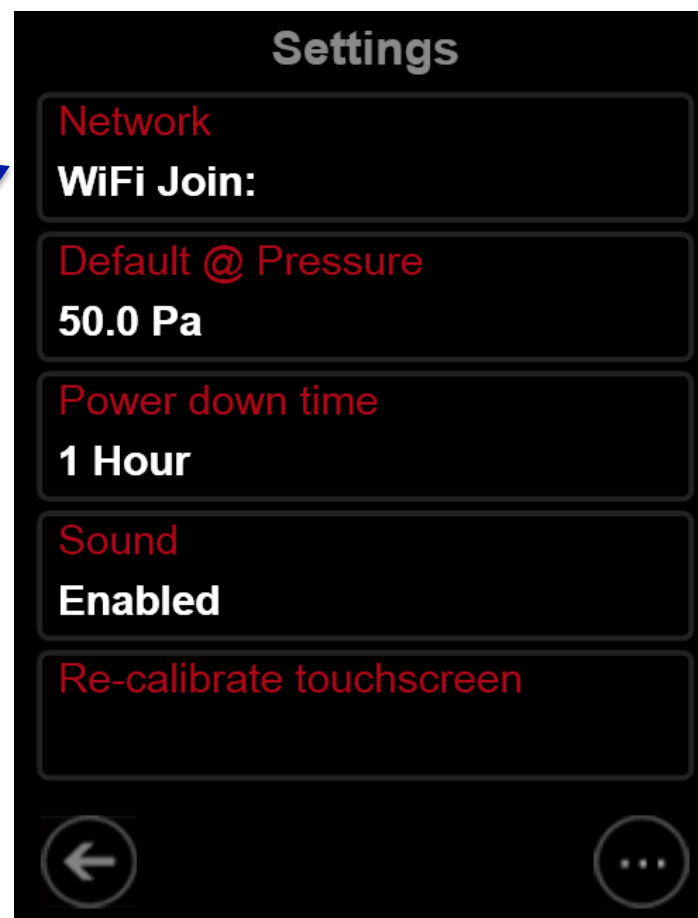 Settings
Network
WiFi Join:
Default @ Pressure
50.0 Pa
Power down time
1 Hour
Sound
Enabled
Re-calibrate touchscreen